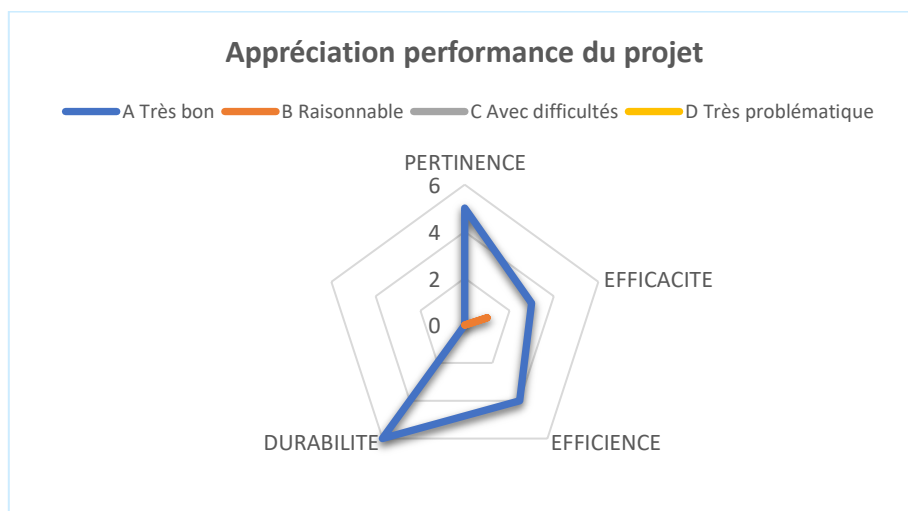 Appréciation performance du projet
A Très bon B Raisonnable C Avec difficultés D Très problématique
PERTINENCE
6
4
2
0
EFFICACITE
EFFICIENCE
DURABILITE